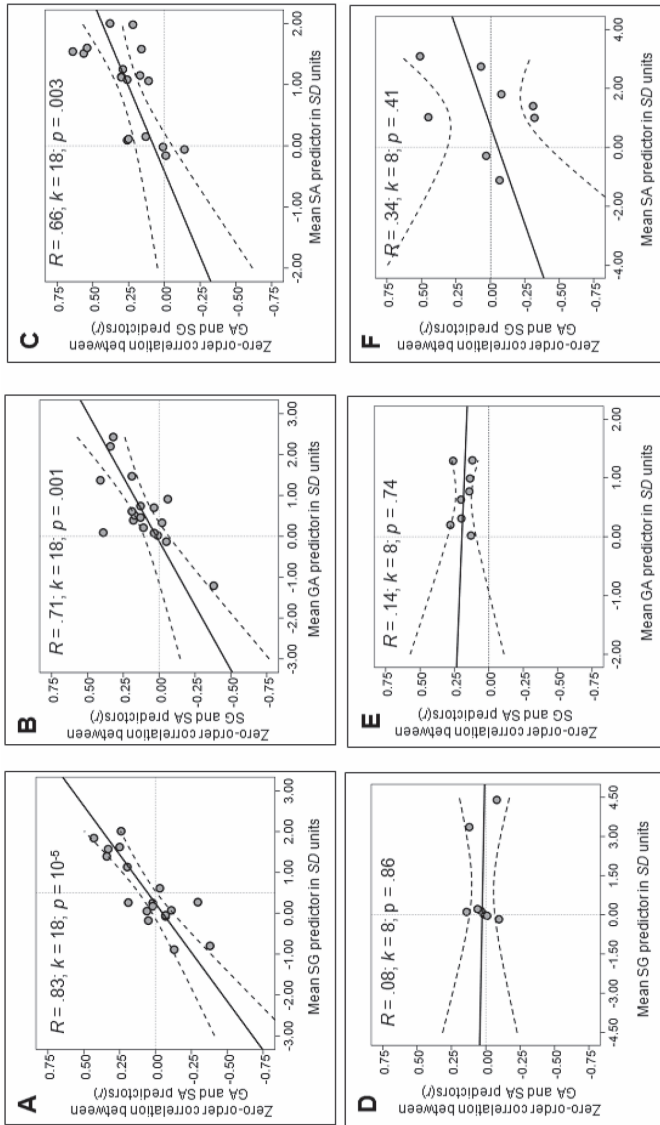 A
R = .83; k = 18; p = 10-5
Zero-order correlation between
GA and SA predictors(r)
0.75
0.50
0.25
0.00
-0.25
-0.50
-0.75
-3.00 -2.00 -1.00 0.00 1.00 2.00 3.00
Mean SG predictor in SD units
B
R = .71; k = 18; p = .001
Zero-order correlation between
SG and SA predictors(r)
0.75
0.50
0.25
0.00
-0.25
-0.50
-0.75
-3.00 -2.00 -1.00 0.00 1.00 2.00 3.00
Mean GA predictor in SD units
C
R = .66; k = 18; p = .003
Zero-order correlation between
GA and SG predictors(r)
0.75
0.50
0.25
0.00
-0.25
-0.50
-0.75
-2.00 -1.00 0.00 1.00 2.00
Mean SA predictor in SD units
D
R = .08; k = 8; p = .86
Zero-order correlation between
GA and SA predictors(r)
0.75
0.50
0.25
0.00
-0.25
-0.50
-0.75
-4.50 -3.00 -1.50 0.00 1.50 3.00 4.50
Mean SG predictor in SD units
E
R = .14; k = 8; p = .74
Zero-order correlation between
SG and SA predictors(r)
0.75
0.50
0.25
0.00
-0.25
-0.50
-0.75
-2.00 -1.00 0.00 1.00 2.00
Mean GA predictor in SD units
F
R = .34; k = 8; p = .41
Zero-order correlation between
GA and SG predictors(r)
0.75
0.50
0.25
0.00
-0.25
-0.50
-0.75
-4.00 -2.00 0.00 2.00 4.00
Mean SA predictor in SD units